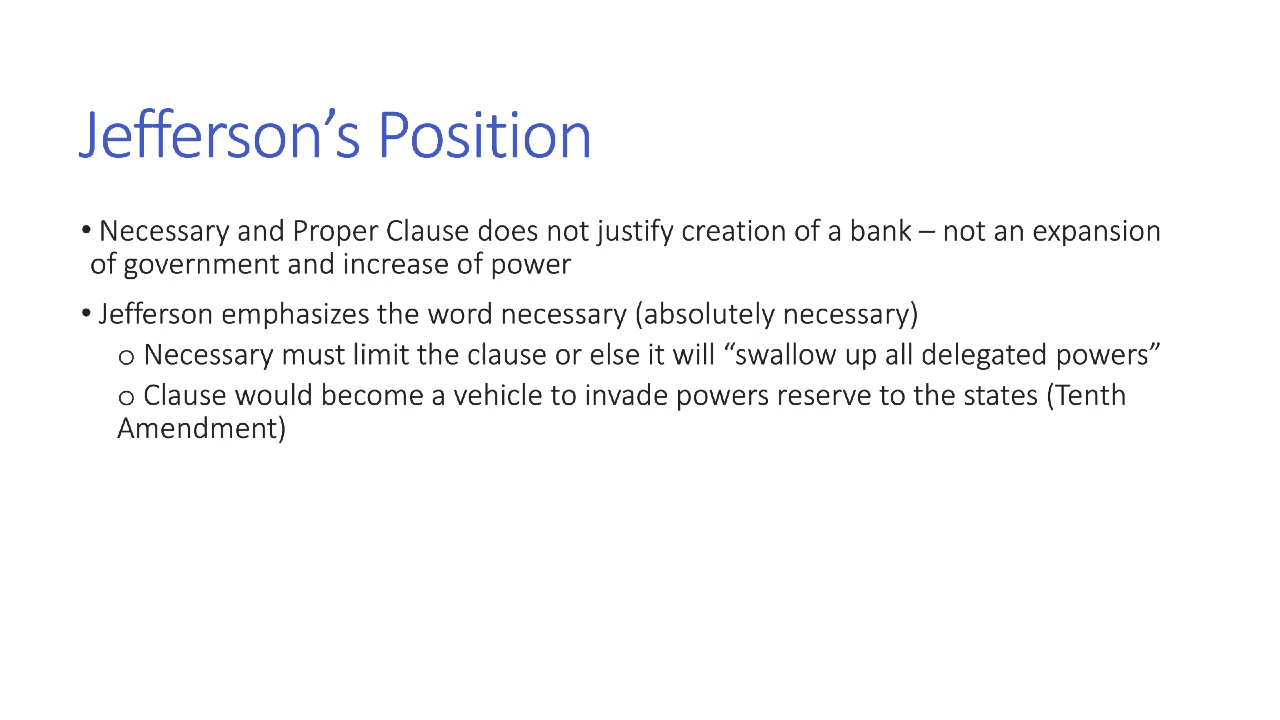 Jefferson’s Position
• Necessary and Proper Clause does not justify creation of a bank – not an expansion
of government and increase of power
• Jefferson emphasizes the word necessary (absolutely necessary)
o Necessary must limit the clause or else it will “swallow up all delegated powers”
o Clause would become a vehicle to invade powers reserve to the states (Tenth
Amendment)